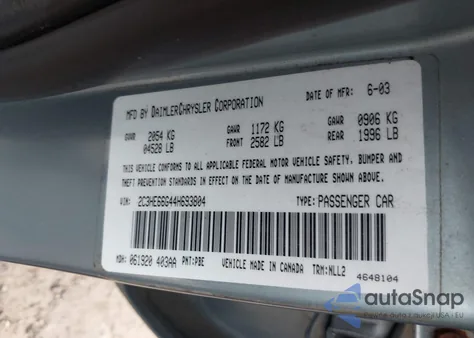 MFD BY DAIMLERCHRYSLER CORPORATION DATE OF MFR 6-03
GVWR 2054 KG GAWR 1172 KG GAWR 0906 KG
04528 LB FRONT 2582 LB REAR 1996 LB
THIS VEHICLE CONFORMS TO ALL APPLICABLE FEDERAL MOTOR VEHICLE SAFETY, BUMPER AND
THEFT PREVENTION STANDARDS IN EFFECT ON THE DATE OF MANUFACTURE SHOWN ABOVE.
VIN: 2C3HE66G44H693804 TYPE: PASSENGER CAR
MDH: 061920 403AA PNT: PBE VEHICLE MADE IN CANADA TRM: NLL2
4648104
autoSnap